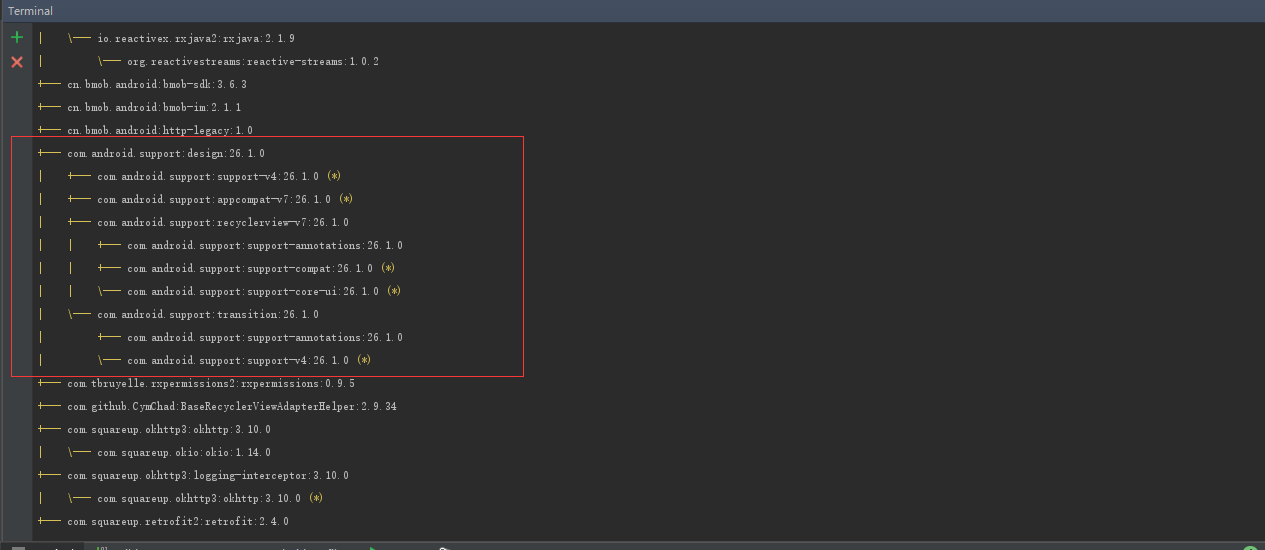 Terminal
|    \--- io.reactivex.rxjava2:rxjava:2.1.9
|         \--- org.reactivestreams:reactive-streams:1.0.2
+--- cn.bmob.android:bmob-sdk:3.6.3
+--- cn.bmob.android:bmob-im:2.1.1
+--- cn.bmob.android:http-legacy:1.0
+--- com.android.support:design:26.1.0
|    +--- com.android.support:support-v4:26.1.0 (*)
|    +--- com.android.support:appcompat-v7:26.1.0 (*)
|    +--- com.android.support:recyclerview-v7:26.1.0
|    |    +--- com.android.support:support-annotations:26.1.0
|    |    +--- com.android.support:support-compat:26.1.0 (*)
|    |    \--- com.android.support:support-core-ui:26.1.0 (*)
|    \--- com.android.support:transition:26.1.0
|         +--- com.android.support:support-annotations:26.1.0
|         \--- com.android.support:support-v4:26.1.0 (*)
+--- com.tbruyelle.rxpermissions2:rxpermissions:0.9.5
+--- com.github.CymChad:BaseRecyclerViewAdapterHelper:2.9.34
+--- com.squareup.okhttp3:okhttp:3.10.0
|    \--- com.squareup.okio:okio:1.14.0
+--- com.squareup.okhttp3:logging-interceptor:3.10.0
|    \--- com.squareup.okhttp3:okhttp:3.10.0 (*)
+--- com.squareup.retrofit2:retrofit:2.4.0